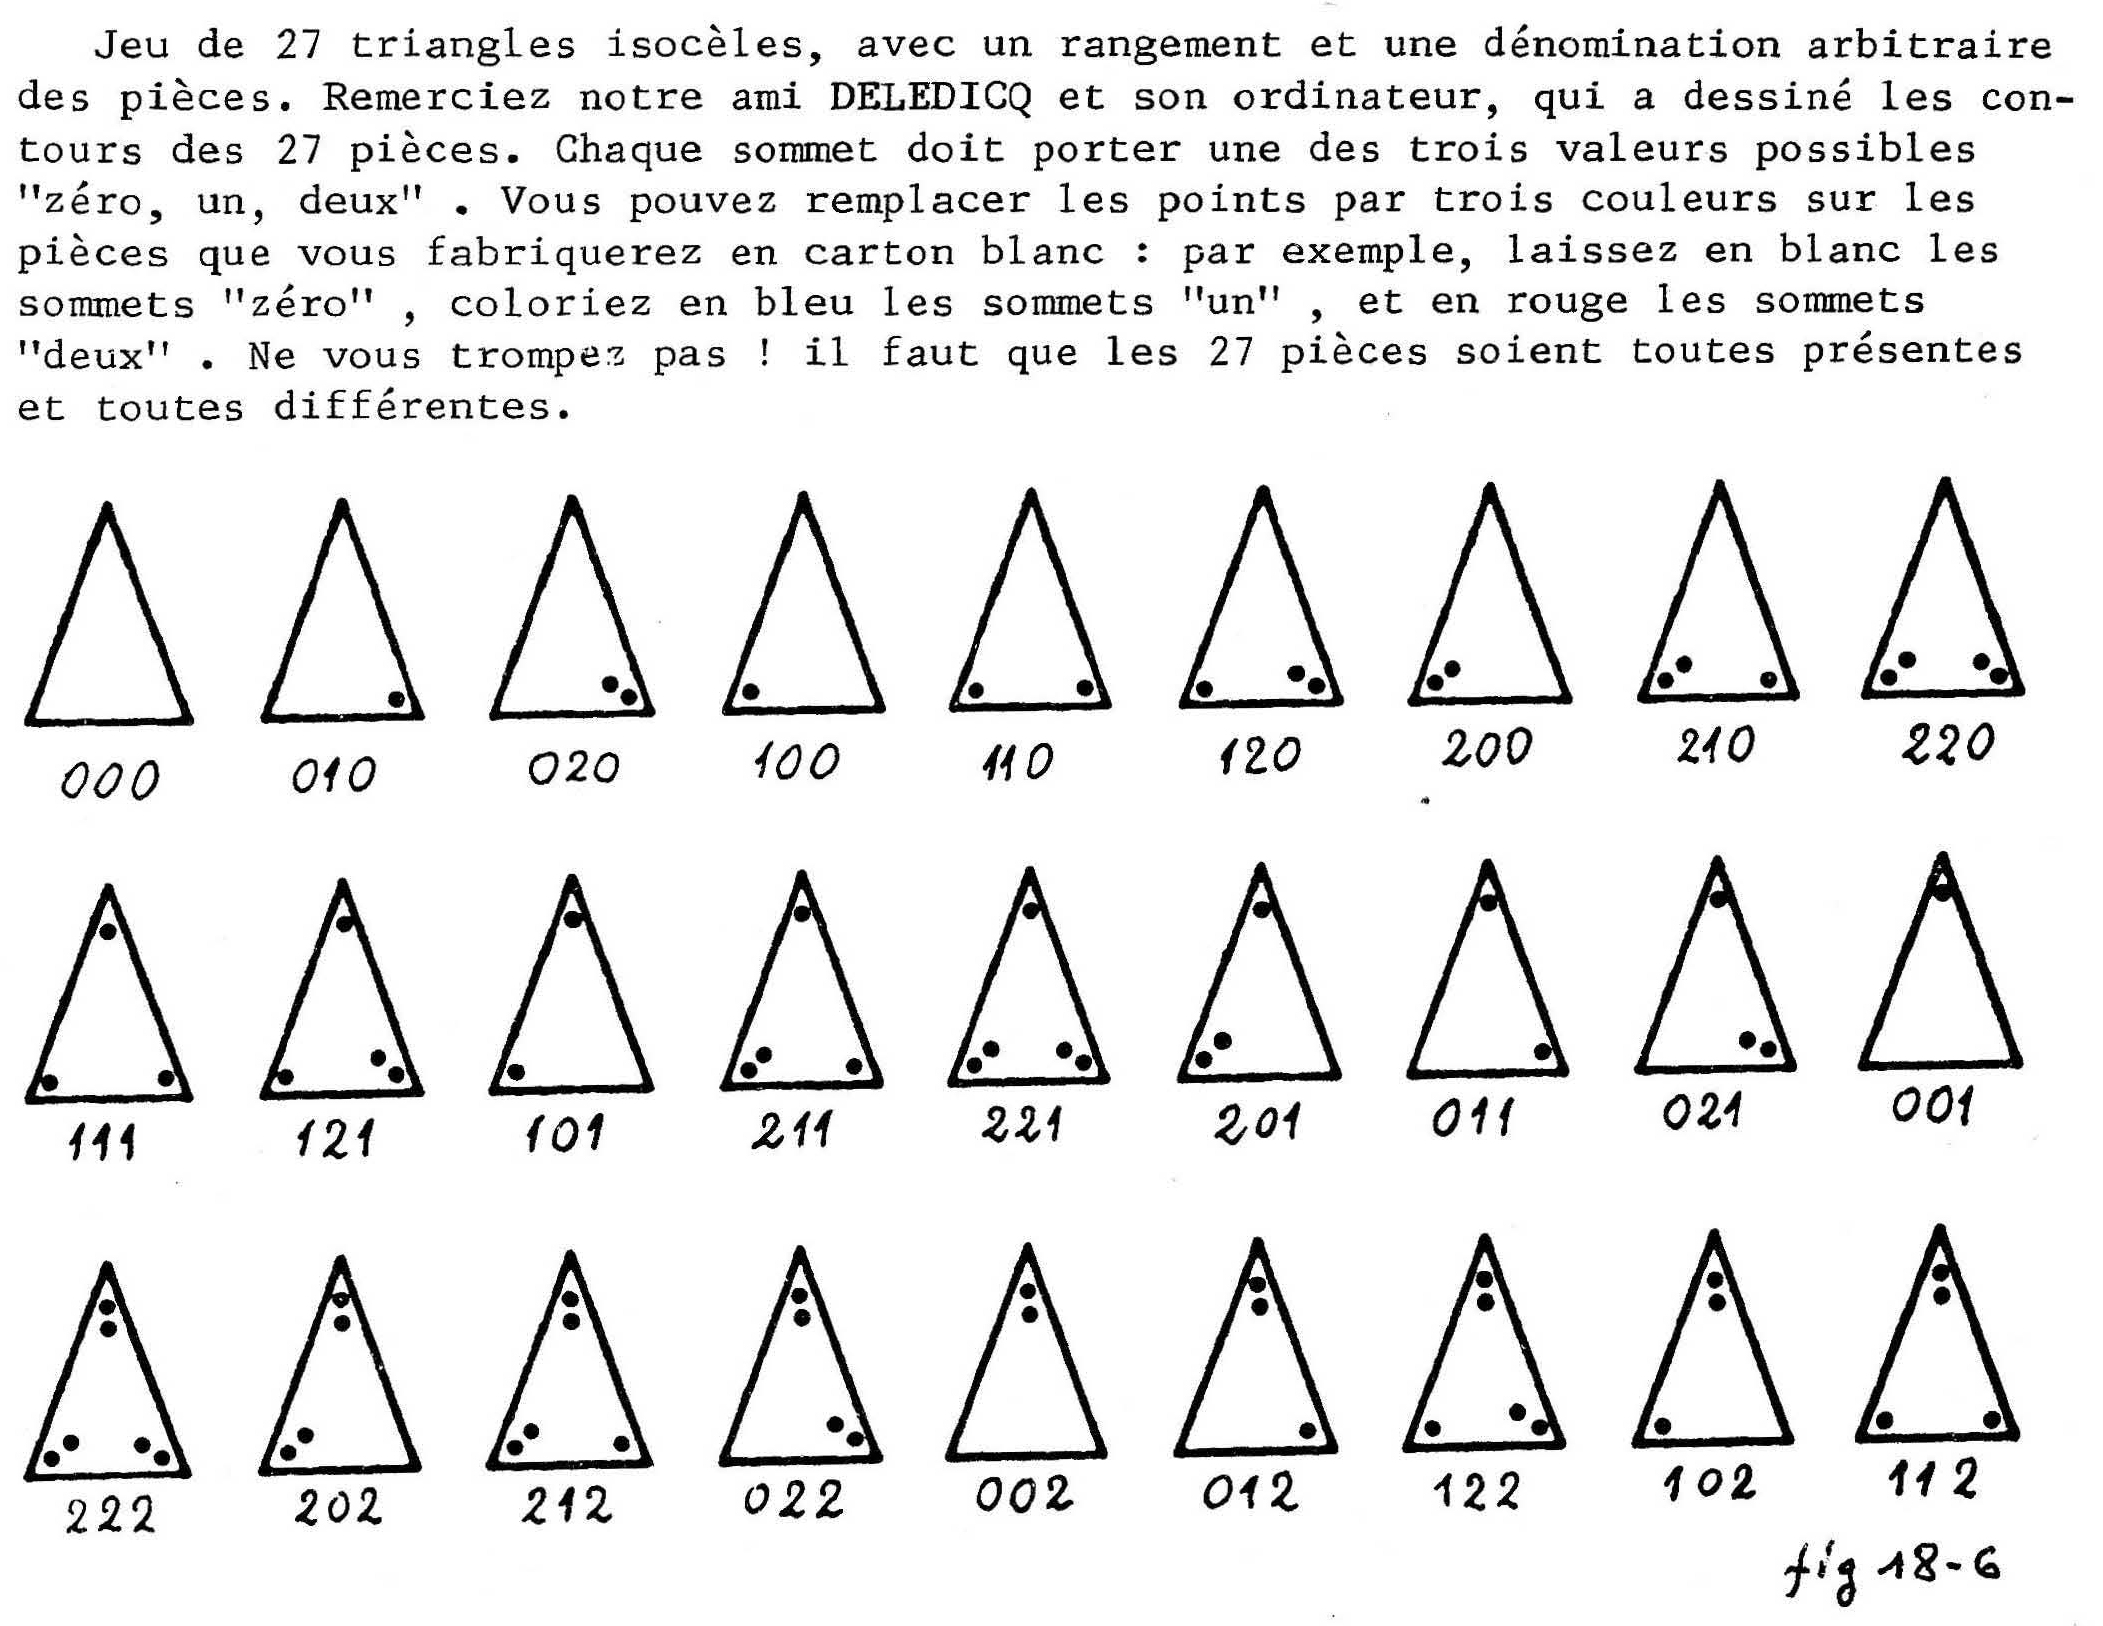 Jeu de 27 triangles isocèles, avec un rangement et une dénomination arbitraire
des pièces. Remerciez notre ami DELEDICQ et son ordinateur, qui a dessiné les con-
tours des 27 pièces. Chaque sommet doit porter une des trois valeurs possibles
"zéro, un, deux" . Vous pouvez remplacer les points par trois couleurs sur les
pièces que vous fabriquerez en carton blanc : par exemple, laissez en blanc les
sommets "zéro" , coloriez en bleu les sommets "un" , et en rouge les sommets
"deux" . Ne vous trompez pas ! il faut que les 27 pièces soient toutes présentes
et toutes différentes.
000 010 020 100 110 120 200 210 220
111 121 101 211 221 201 011 021 001
222 202 212 022 002 012 122 102 112
fig 18-6